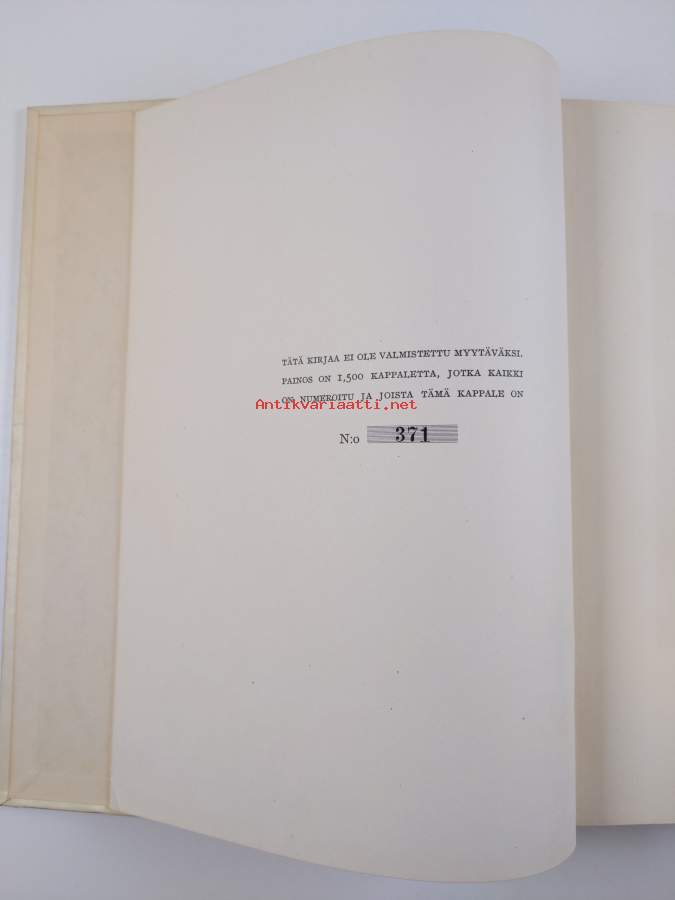 TÄTÄ KIRJAA EI OLE VALMISTETTU MYYTÄVÄKSI.
PAINOS ON 1,500 KAPPALETTA, JOTKA KAIKKI
ON NUMEROITU JA JOISTA TÄMÄ KAPPALE ON
Antikvariaatti.net
N:o 371